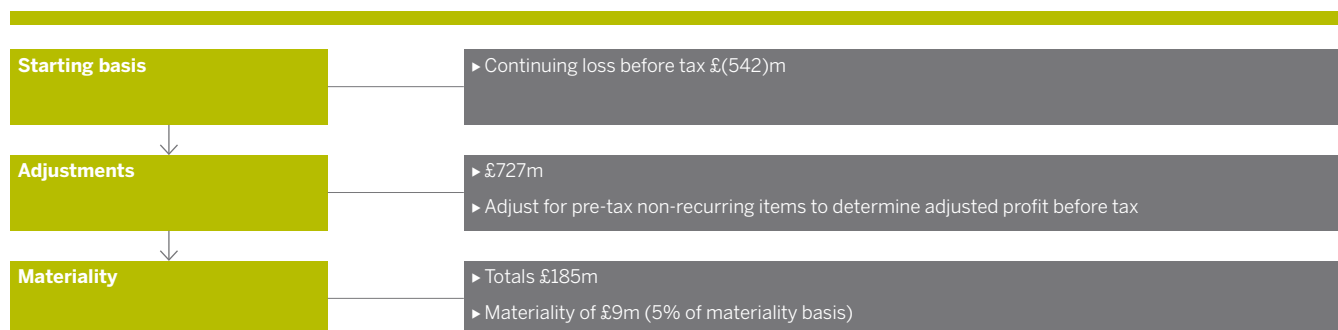 Starting basis
▸ Continuing loss before tax £(542)m
Adjustments
▸ £727m
▸ Adjust for pre-tax non-recurring items to determine adjusted profit before tax
Materiality
▸ Totals £185m
▸ Materiality of £9m (5% of materiality basis)